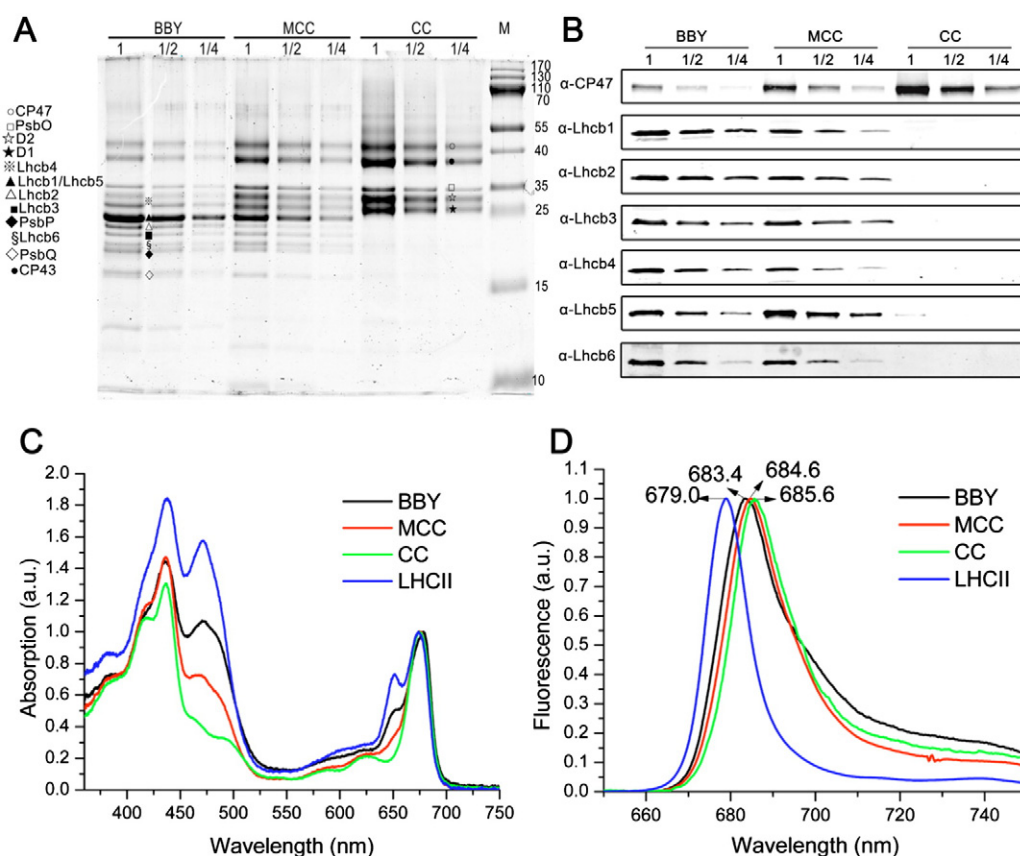 A
BBY MCC CC M
1 1/2 1/4 1 1/2 1/4 1 1/2 1/4
○CP47
□PsbO
☆D2
★D1
※Lhcb4
▲Lhcb1/Lhcb5
△Lhcb2
■Lhcb3
◆PsbP
§Lhcb6
◇PsbQ
●CP43
170
130
110
70
55
40
35
25
15
10
B
BBY MCC CC
1 1/2 1/4 1 1/2 1/4 1 1/2 1/4
α-CP47
α-Lhcb1
α-Lhcb2
α-Lhcb3
α-Lhcb4
α-Lhcb5
α-Lhcb6
C
Absorption (a.u.)
2.0
1.8
1.6
1.4
1.2
1.0
0.8
0.6
0.4
0.2
0.0
BBY
MCC
CC
LHCII
400 450 500 550 600 650 700 750
Wavelength (nm)
D
Fluorescence (a.u.)
1.1
1.0
0.9
0.8
0.7
0.6
0.5
0.4
0.3
0.2
0.1
0.0
683.4 684.6
679.0 685.6
BBY
MCC
CC
LHCII
660 680 700 720 740
Wavelength (nm)